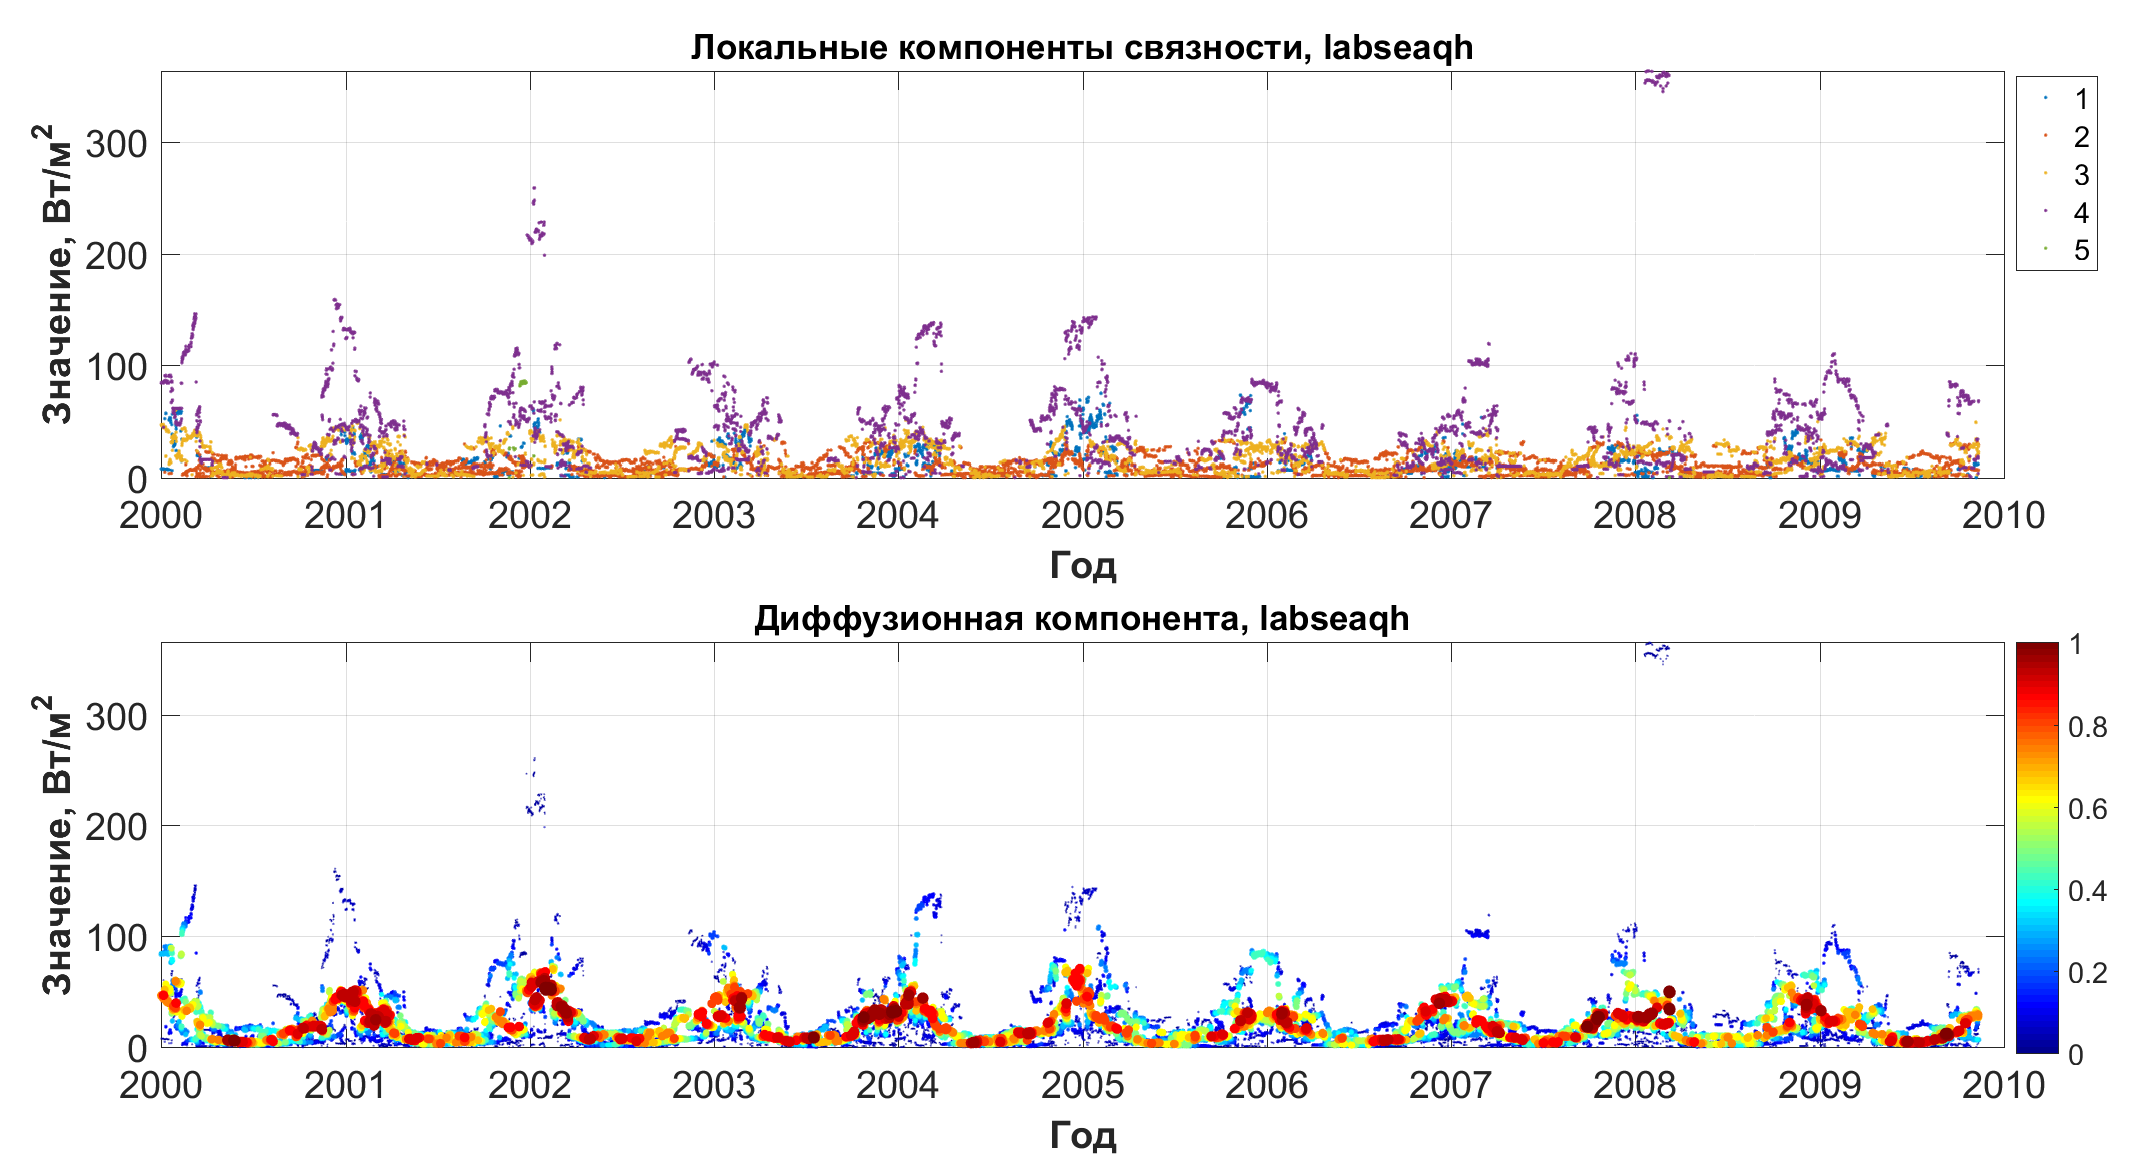 Локальные компоненты связности, labseaqh
Значение, Вт/м²
300
200
100
0
2000 2001 2002 2003 2004 2005 2006 2007 2008 2009 2010
Год
1
2
3
4
5
Диффузионная компонента, labseaqh
Значение, Вт/м²
300
200
100
0
2000 2001 2002 2003 2004 2005 2006 2007 2008 2009 2010
Год
1
0.8
0.6
0.4
0.2
0